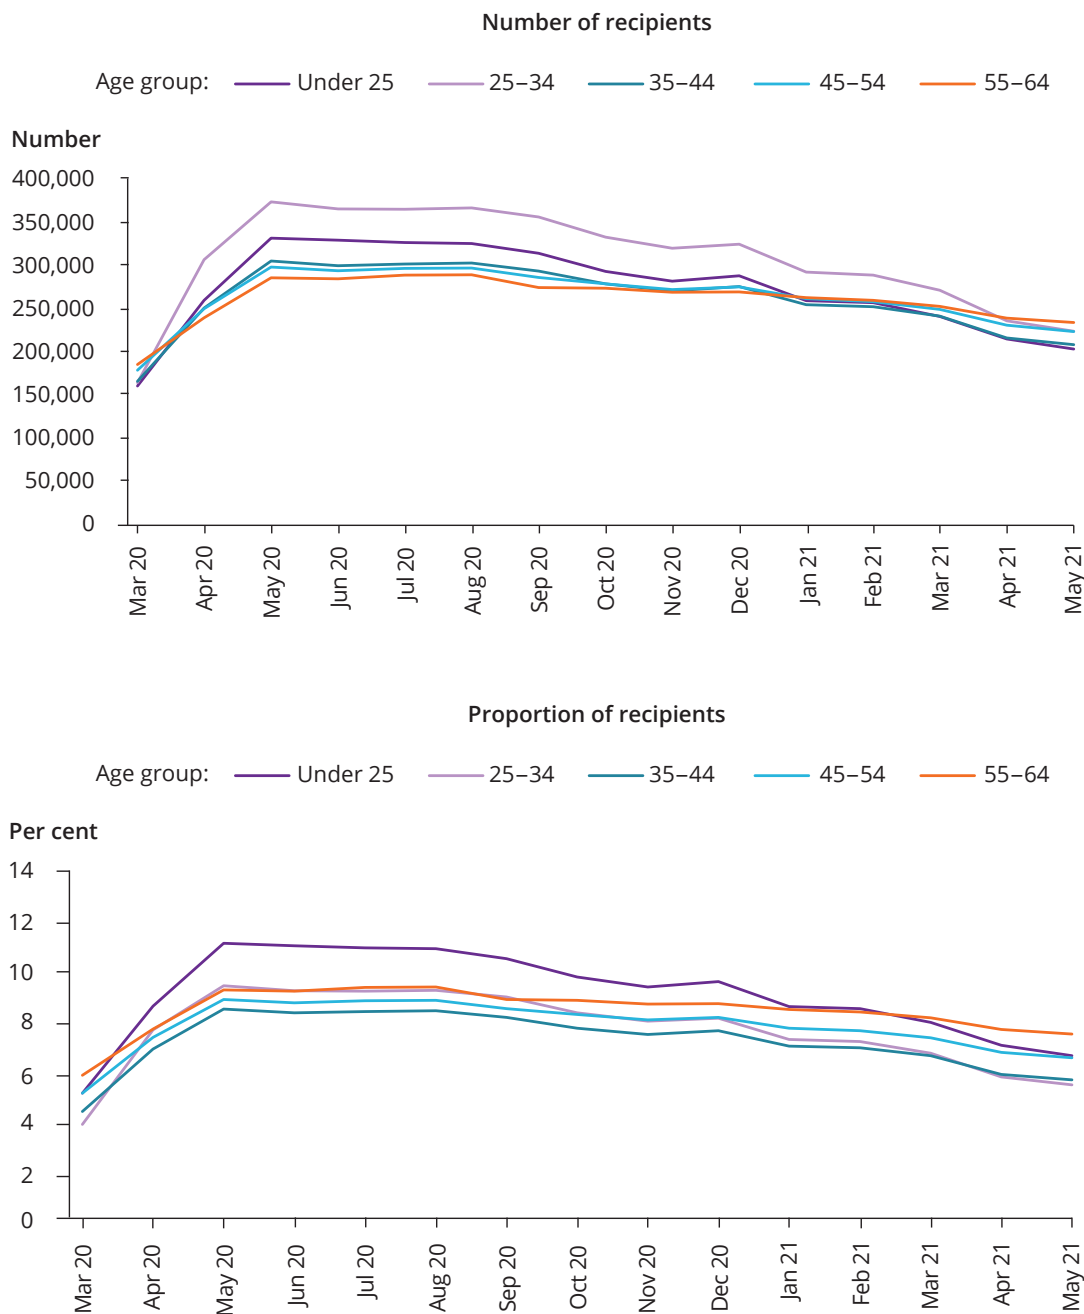 Number of recipients
Age group: Under 25 25–34 35–44 45–54 55–64
Number
400,000
350,000
300,000
250,000
200,000
150,000
100,000
50,000
0
Mar 20 Apr 20 May 20 Jun 20 Jul 20 Aug 20 Sep 20 Oct 20 Nov 20 Dec 20 Jan 21 Feb 21 Mar 21 Apr 21 May 21
Proportion of recipients
Age group: Under 25 25–34 35–44 45–54 55–64
Per cent
14
12
10
8
6
4
2
0
Mar 20 Apr 20 May 20 Jun 20 Jul 20 Aug 20 Sep 20 Oct 20 Nov 20 Dec 20 Jan 21 Feb 21 Mar 21 Apr 21 May 21